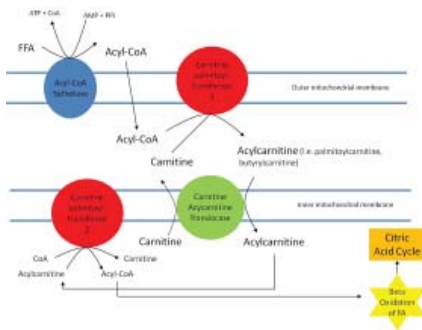 ATP + CoA
AMP + PPi
FFA
Acyl-CoA
Acyl-CoA
Synthetase
Carnitine
palmitoyl-
transferase
1
Outer mitochondrial membrane
Acyl-CoA
Carnitine
Acylcarnitine (i.e. palmitoylcarnitine,
butyrylcarnitine)
Carnitine
palmitoyl-
transferase
2
Carnitine
Acylcarnitine
Translocase
Inner mitochondrial membrane
CoA
Carnitine
Acylcarnitine
Acyl-CoA
Carnitine
Acylcarnitine
Citric
Acid Cycle
Beta
Oxidation
of FA